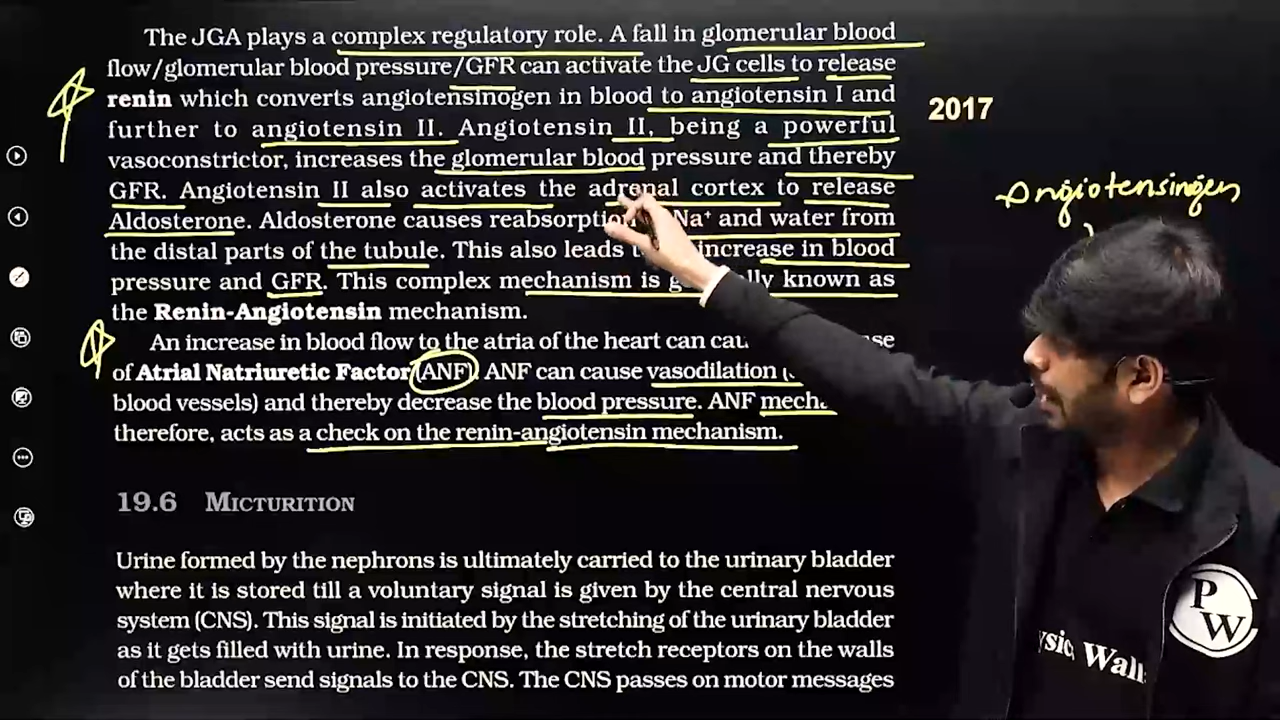 The JGA plays a complex regulatory role. A fall in glomerular blood
flow/glomerular blood pressure/GFR can activate the JG cells to release
renin which converts angiotensinogen in blood to angiotensin I and
further to angiotensin II. Angiotensin II, being a powerful
vasoconstrictor, increases the glomerular blood pressure and thereby
GFR. Angiotensin II also activates the adrenal cortex to release
Aldosterone. Aldosterone causes reabsorption Na+ and water from
the distal parts of the tubule. This also leads increase in blood
pressure and GFR. This complex mechanism is known as
the Renin-Angiotensin mechanism.
An increase in blood flow to the atria of the heart can
of Atrial Natriuretic Factor (ANF). ANF can cause vasodilation
blood vessels) and thereby decrease the blood pressure. ANF
therefore, acts as a check on the renin-angiotensin mechanism.
2017
Angiotensinogen
19.6 MICTURITION
Urine formed by the nephrons is ultimately carried to the urinary bladder
where it is stored till a voluntary signal is given by the central nervous
system (CNS). This signal is initiated by the stretching of the urinary bladder
as it gets filled with urine. In response, the stretch receptors on the walls
of the bladder send signals to the CNS. The CNS passes on motor messages
P
W